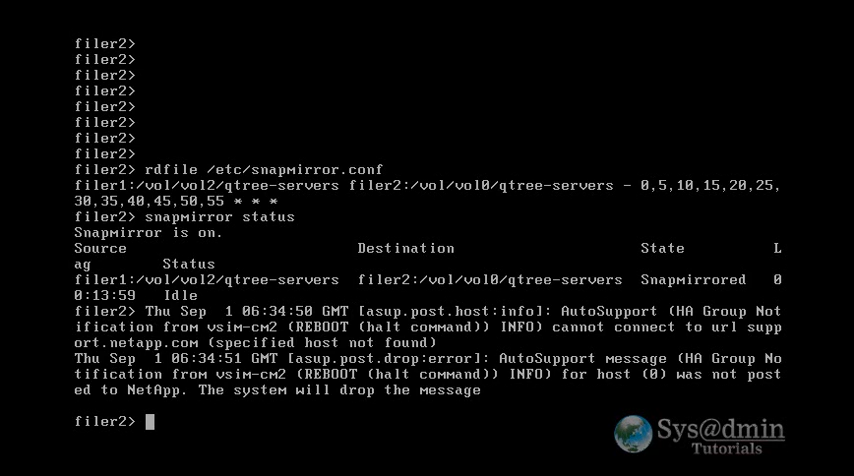 filer2>
filer2>
filer2>
filer2>
filer2>
filer2>
filer2>
filer2>
filer2> rdfile /etc/snapmirror.conf
filer1:/vol/vol2/qtree-servers filer2:/vol/vol0/qtree-servers - 0,5,10,15,20,25,
30,35,40,45,50,55 * * *
filer2> snapmirror status
Snapmirror is on.
Source Destination State L
ag Status
filer1:/vol/vol2/qtree-servers filer2:/vol/vol0/qtree-servers Snapmirrored 0
0:13:59 Idle
filer2> Thu Sep 1 06:34:50 GMT [asup.post.host:info]: AutoSupport (HA Group Not
ification from vsim-cm2 (REBOOT (halt command)) INFO) cannot connect to url supp
ort.netapp.com (specified host not found)
Thu Sep 1 06:34:51 GMT [asup.post.drop:error]: AutoSupport message (HA Group No
tification from vsim-cm2 (REBOOT (halt command)) INFO) for host (0) was not post
ed to NetApp. The system will drop the message
filer2>
Sys@dmin
Tutorials